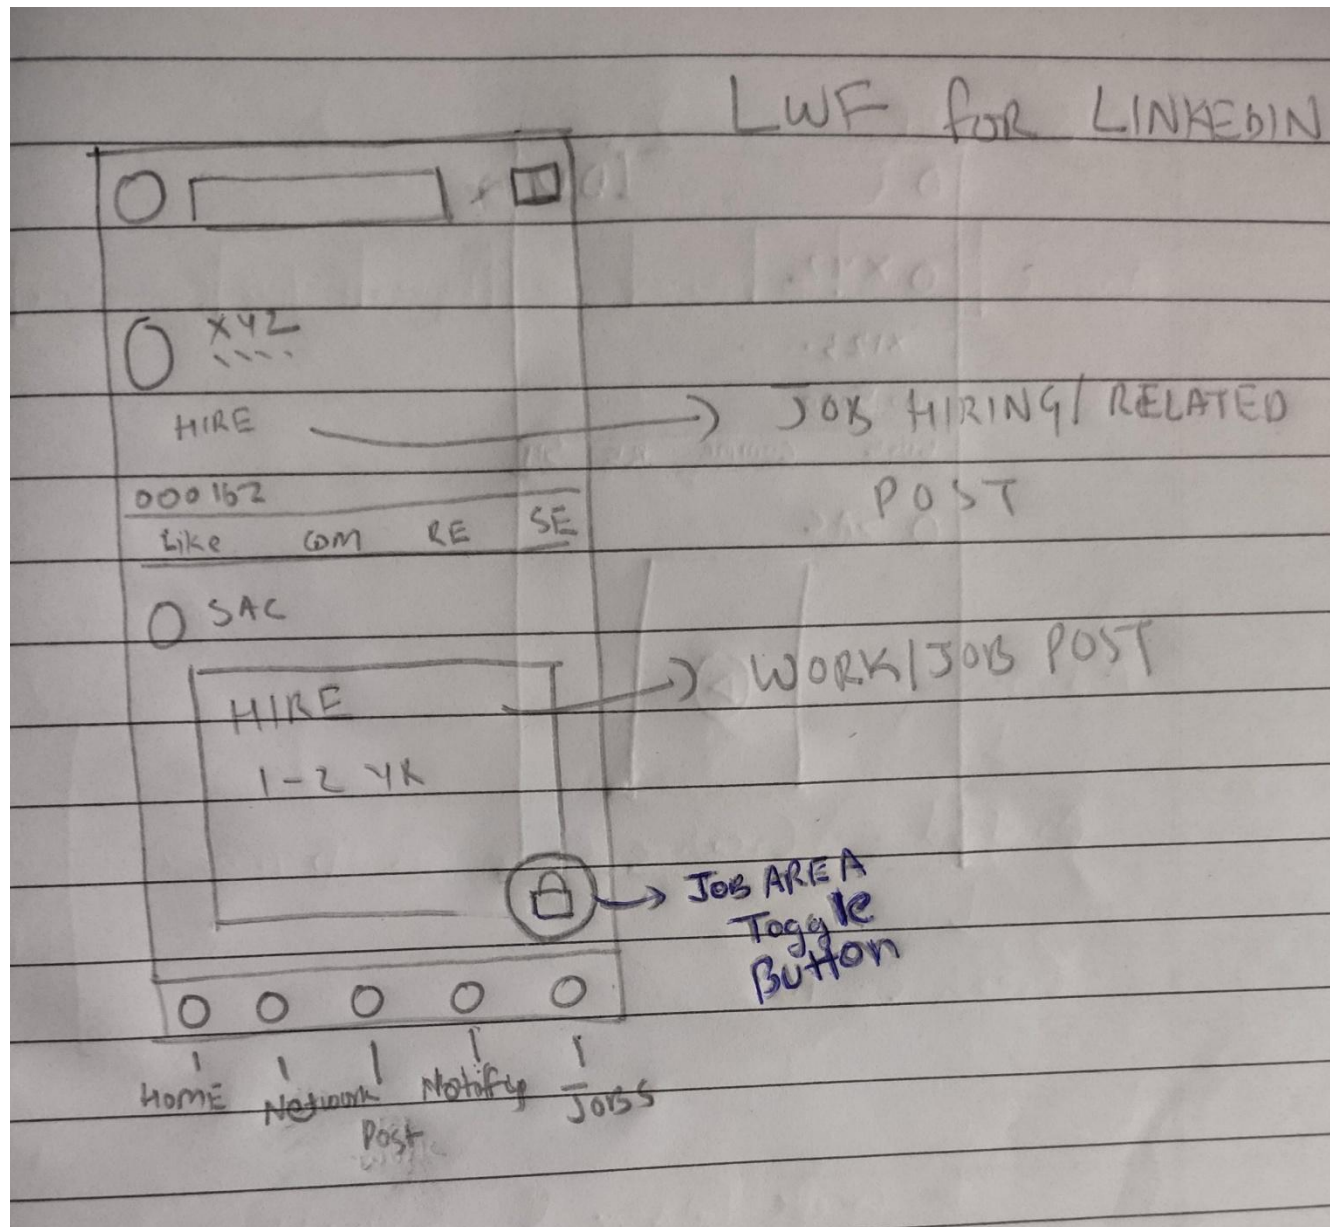 LWF FOR LINKEDIN
XYZ
HIRE
JOB HIRING/RELATED
POST
000 162
Like COM RE SE
SAC
WORK/JOB POST
HIRE
1-2 YR
JOB AREA
Toggle
Button
HOME Network Post Notify JOBS